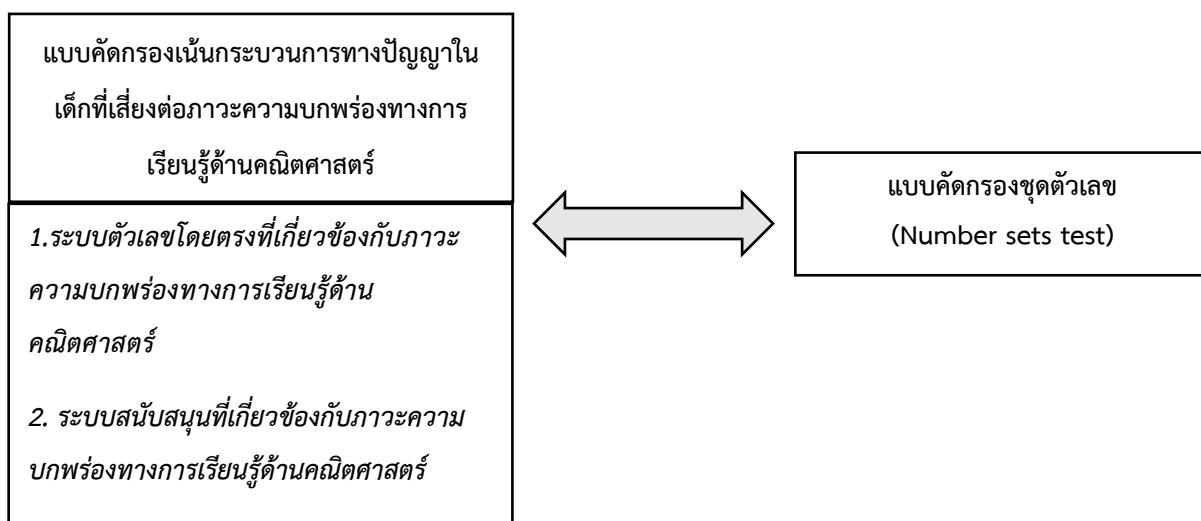 แบบคัดกรองเน้นกระบวนการทางปัญญาใน
เด็กที่เสี่ยงต่อภาวะความบกพร่องทางการ
เรียนรู้ด้านคณิตศาสตร์
1.ระบบตัวเลขโดยตรงที่เกี่ยวข้องกับภาวะ
ความบกพร่องทางการเรียนรู้ด้าน
คณิตศาสตร์
2. ระบบสนับสนุนที่เกี่ยวข้องกับภาวะความ
บกพร่องทางการเรียนรู้ด้านคณิตศาสตร์
แบบคัดกรองชุดตัวเลข
(Number sets test)